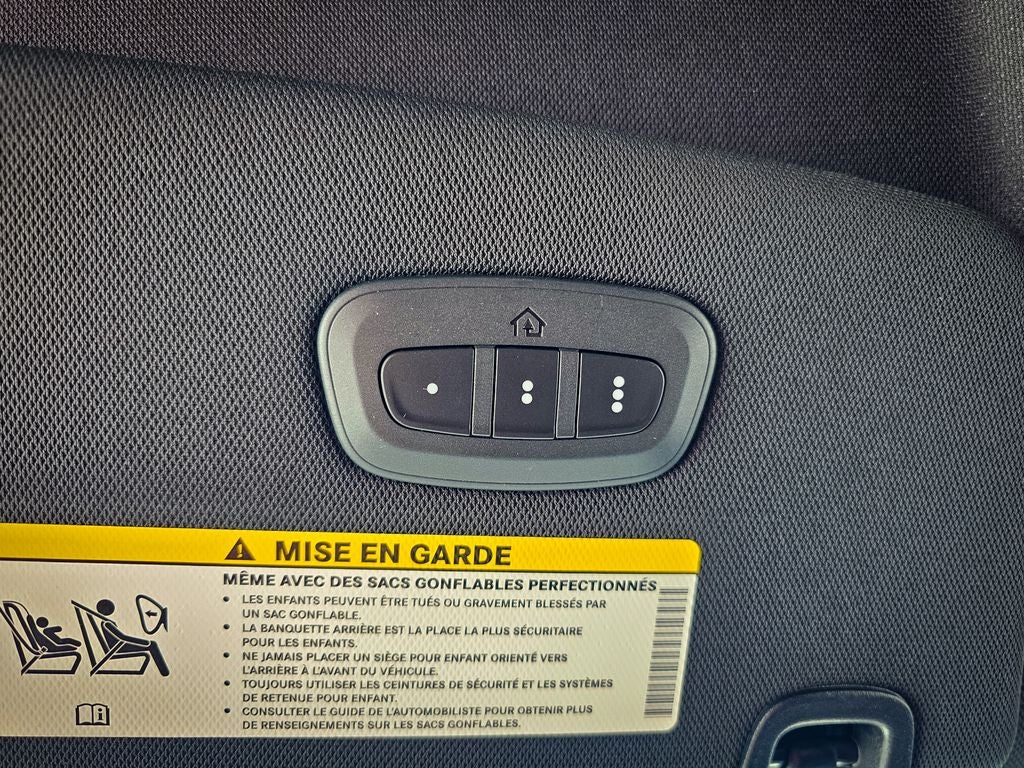 MISE EN GARDE
MÊME AVEC DES SACS GONFLABLES PERFECTIONNÉS
• LES ENFANTS PEUVENT ÊTRE TUÉS OU GRAVEMENT BLESSÉS PAR
UN SAC GONFLABLE.
• LA BANQUETTE ARRIÈRE EST LA PLACE LA PLUS SÉCURITAIRE
POUR LES ENFANTS.
• NE JAMAIS PLACER UN SIÈGE POUR ENFANT ORIENTÉ VERS
L'ARRIÈRE À L'AVANT DU VÉHICULE.
• TOUJOURS UTILISER LES CEINTURES DE SÉCURITÉ ET LES SYSTÈMES
DE RETENUE POUR ENFANT.
• CONSULTER LE GUIDE DE L'AUTOMOBILISTE POUR OBTENIR PLUS
DE RENSEIGNEMENTS SUR LES SACS GONFLABLES.